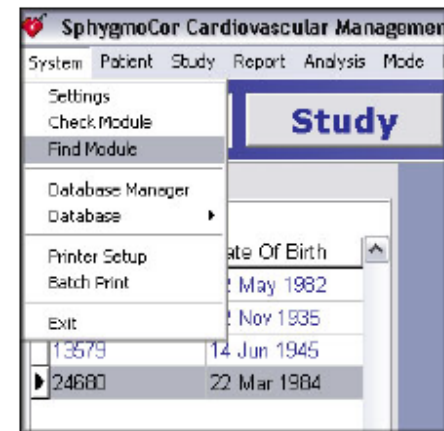 SphygmoCor Cardiovascular Managemen
System Patient Study Report Analysis Mode
Settings
Check Module
Find Module
Study
Database Manager
Database
Printer Setup
Batch Print
Exit
ate Of Birth
2 May 1982
2 Nov 1935
13579 14 Jun 1945
24680 22 Mar 1984